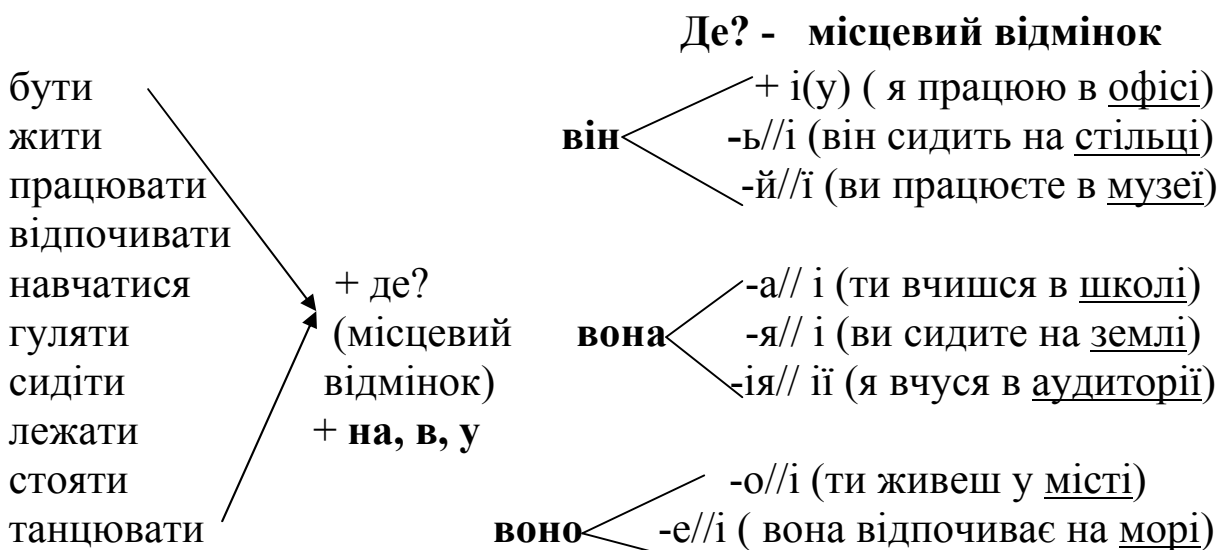 Де? - місцевий відмінок
бути + і(у) ( я працюю в офісі)
жити він -ь//і (він сидить на стільці)
працювати -й//ї (ви працюєте в музеї)
відпочивати
навчатися + де? -а// і (ти вчишся в школі)
гуляти (місцевий вона -я// і (ви сидите на землі)
сидіти відмінок) -ія// ії (я вчуся в аудиторії)
лежати + на, в, у
стояти -о//і (ти живеш у місті)
танцювати воно -е//і ( вона відпочиває на морі)